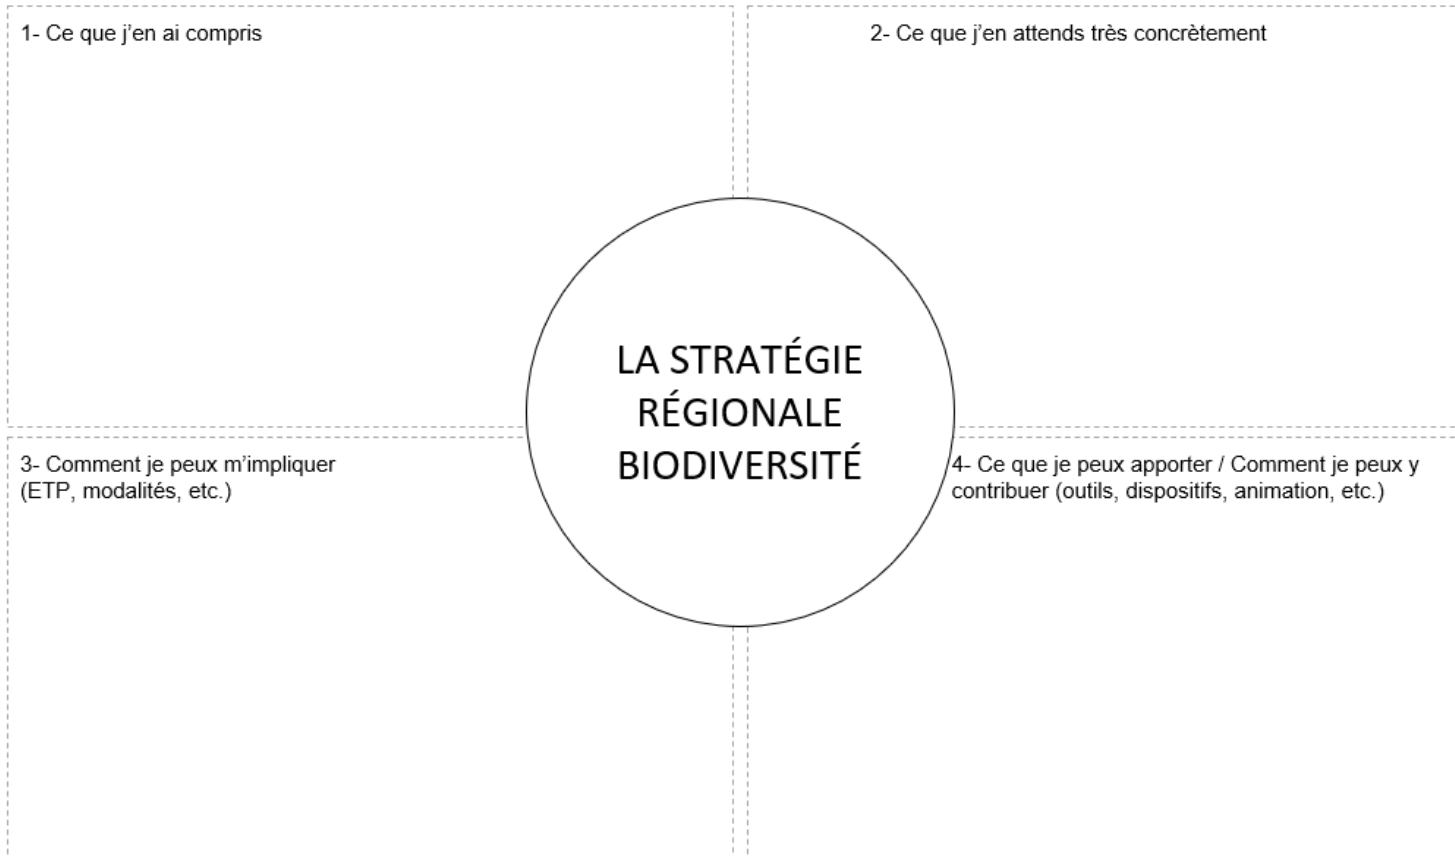 1- Ce que j’en ai compris
2- Ce que j’en attends très concrètement
LA STRATÉGIE
RÉGIONALE
BIODIVERSITÉ
3- Comment je peux m’impliquer
(ETP, modalités, etc.)
4- Ce que je peux apporter / Comment je peux y
contribuer (outils, dispositifs, animation, etc.)